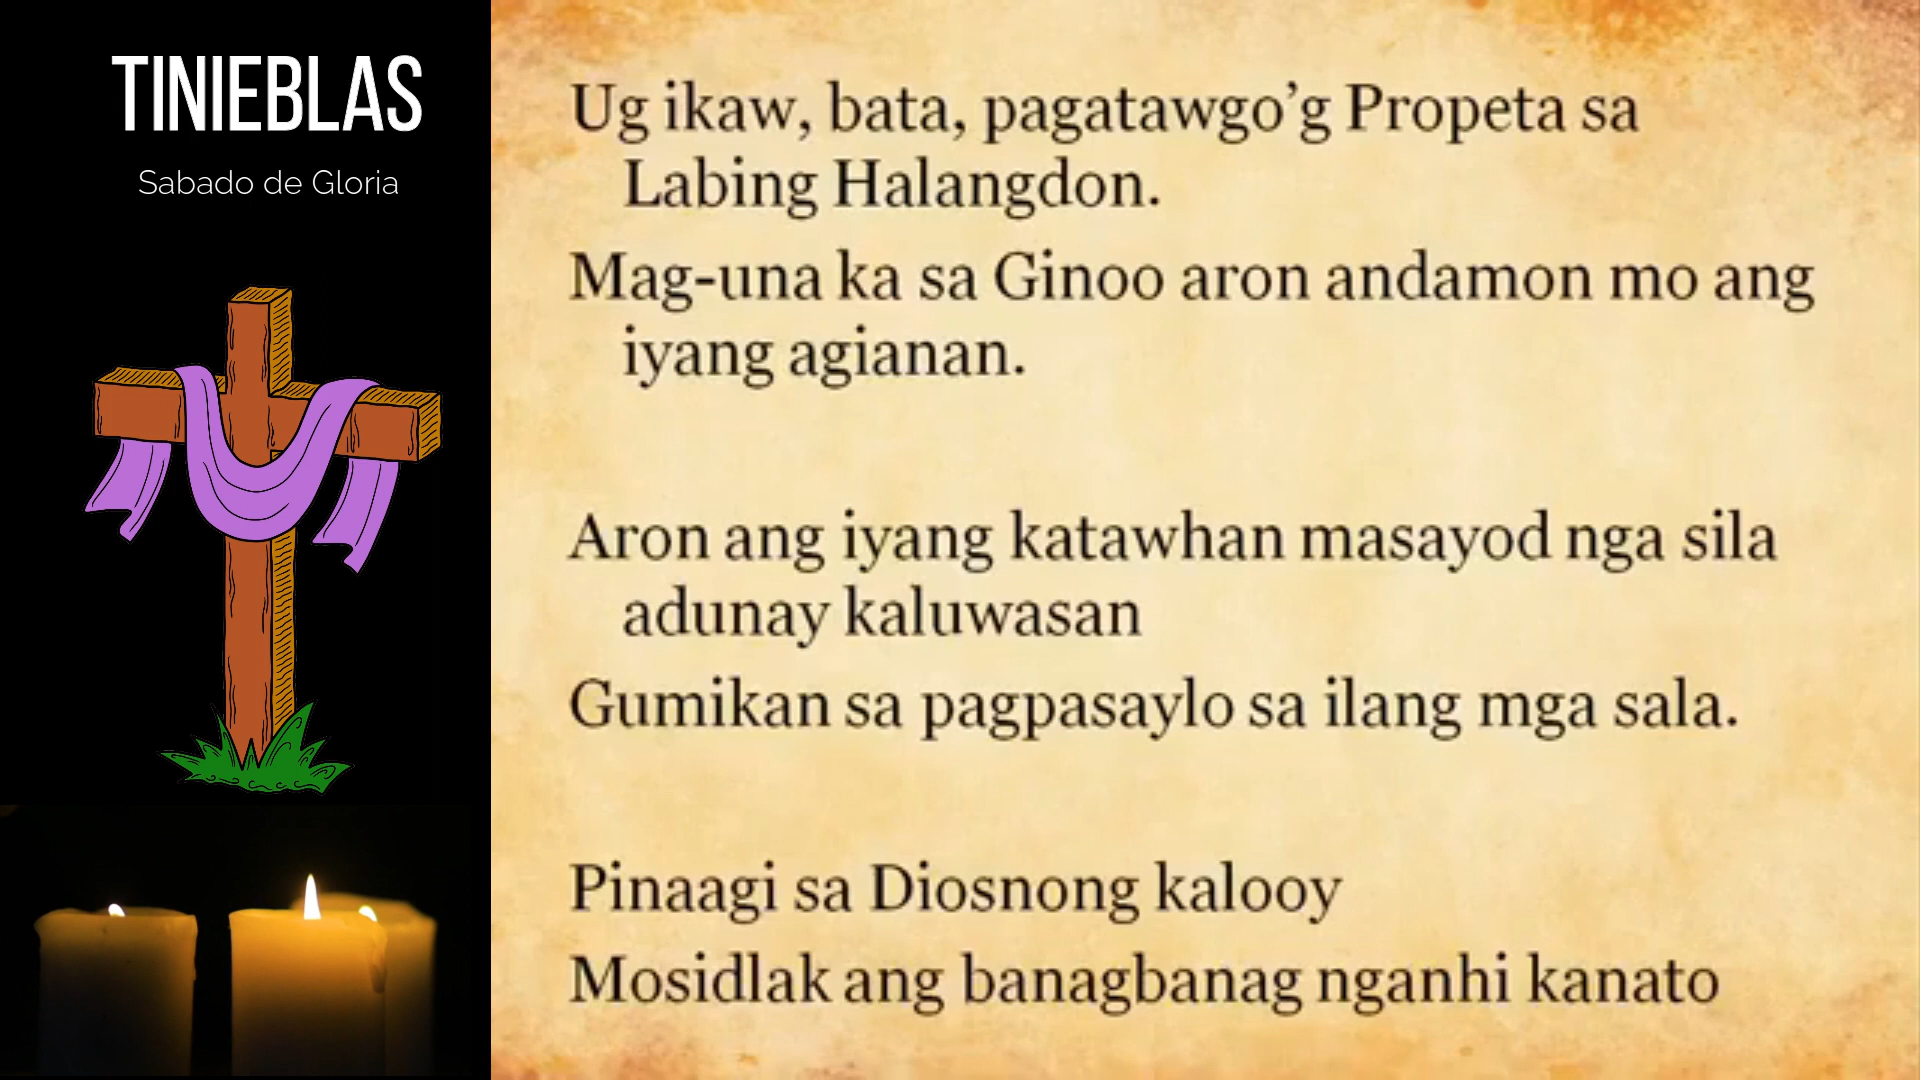 TINIEBLAS
Sabado de Gloria
Ug ikaw, bata, pagatawgo’g Propeta sa
Labing Halangdon.
Mag-una ka sa Ginoo aron andamon mo ang
iyang agianan.
Aron ang iyang katawhan masayod nga sila
adunay kaluwasan
Gumikan sa pagpasaylo sa ilang mga sala.
Pinaagi sa Diosnong kalooy
Mosidlak ang banagbanag nganhi kanato